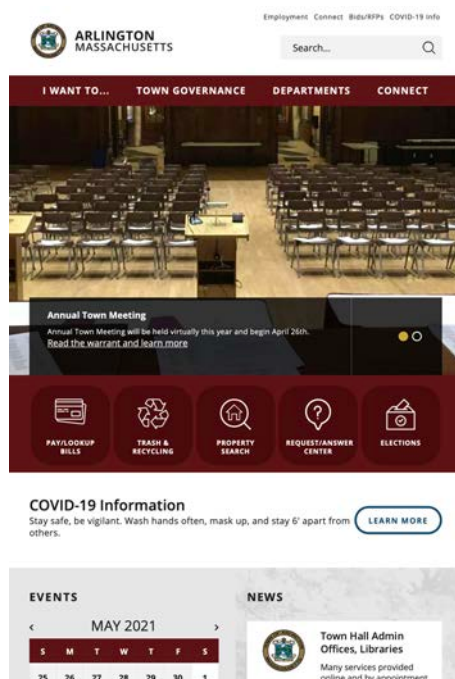 Employment Connect Bids/RFPs COVID-19 Info
ARLINGTON
MASSACHUSETTS
Search...
I WANT TO... TOWN GOVERNANCE DEPARTMENTS CONNECT
Annual Town Meeting
Annual Town Meeting will be held virtually this year and begin April 26th.
Read the warrant and learn more
PAY/LOOKUP
BILLS
TRASH &
RECYCLING
PROPERTY
SEARCH
REQUEST/ANSWER
CENTER
ELECTIONS
COVID-19 Information
Stay safe, be vigilant. Wash hands often, mask up, and stay 6' apart from
others.
LEARN MORE
EVENTS
‹ MAY 2021 ›
S M T W T F S
25 26 27 28 29 30 1
NEWS
Town Hall Admin
Offices, Libraries
Many services provided
online and by appointment